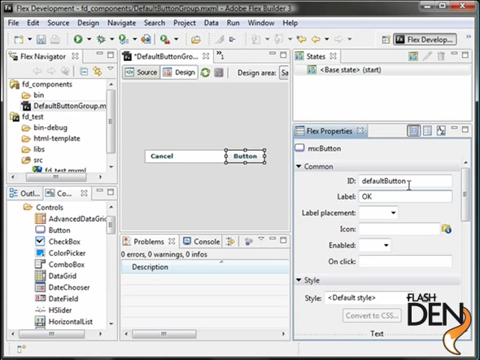 Flex Development - fd_components/DefaultButtonGroup.mxml - Adobe Flex Builder
File Edit Source Navigate Search Project Data Run Window Help
Flex Develop...
Flex Navigator
fd_components
bin
DefaultButtonGroup.m
fd_test
bin-debug
html-template
libs
src
fd_test.mxml
Outl
Co
Controls
AdvancedDataGri
Button
CheckBox
ColorPicker
ComboBox
DataGrid
DateChooser
DateField
HSlider
HorizontalList
*DefaultButtonGro
1
Source
Design
Design area:
Sa
Cancel
Button
Problems
Console
0 errors, 0 warnings, 0 infos
Description
States
<Base state> (start)
Flex Properties
mx:Button
Common
ID:
defaultButton
Label:
OK
Label placement:
Icon:
Enabled:
On click:
Style
Style:
<Default style>
Convert to CSS...
Text
FLASH
DEN